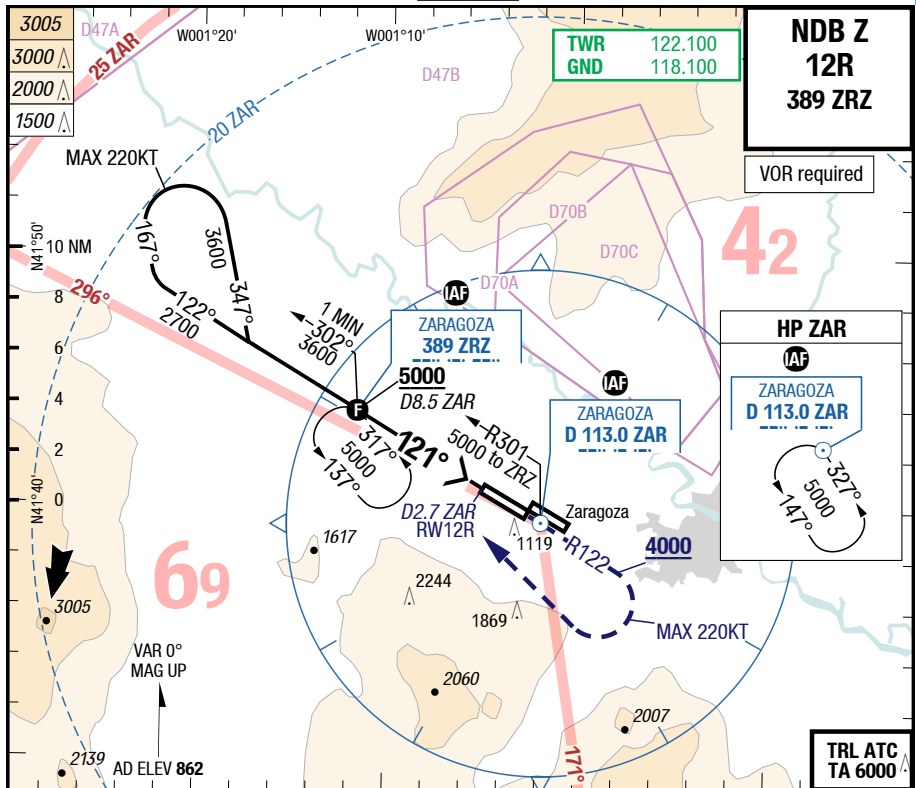 3005
3000
2000
1500
D47A
25 ZAR
W001°20'
W001°10'
D47B
TWR 122.100
GND 118.100
NDB Z
12R
389 ZRZ
VOR required
20 ZAR
MAX 220KT
N41°50'
10 NM
8
6
4
2
0
N41°40'
167°
3600
347°
122°
2700
296°
1 MIN
302°
3600
IAF
ZARAGOZA
389 ZRZ
D70A
D70B
D70C
42
5000
D8.5 ZAR
F
317°
5000
137°
121°
R301
5000 to ZRZ
IAF
ZARAGOZA
D 113.0 ZAR
HP ZAR
IAF
ZARAGOZA
D 113.0 ZAR
327°
5000
147°
D2.7 ZAR
RW12R
Zaragoza
1119
R122
4000
MAX 220KT
1617
69
2244
1869
3005
VAR 0°
MAG UP
2060
2007
2139
AD ELEV 862
171°
TRL ATC
TA 6000